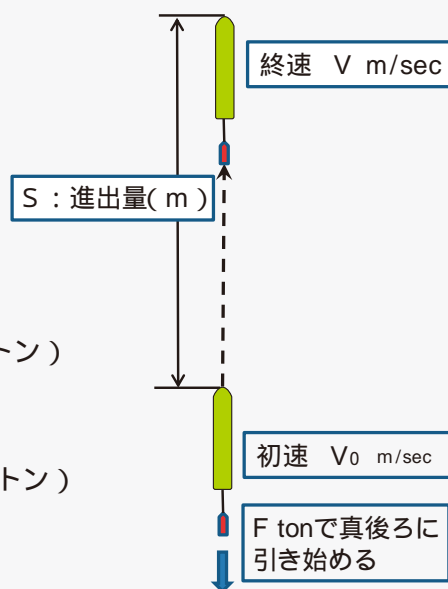 終速 V m/sec
S：進出量( m )
トン )
初速 V₀ m/sec
トン )
F tonで真後ろに
引き始める